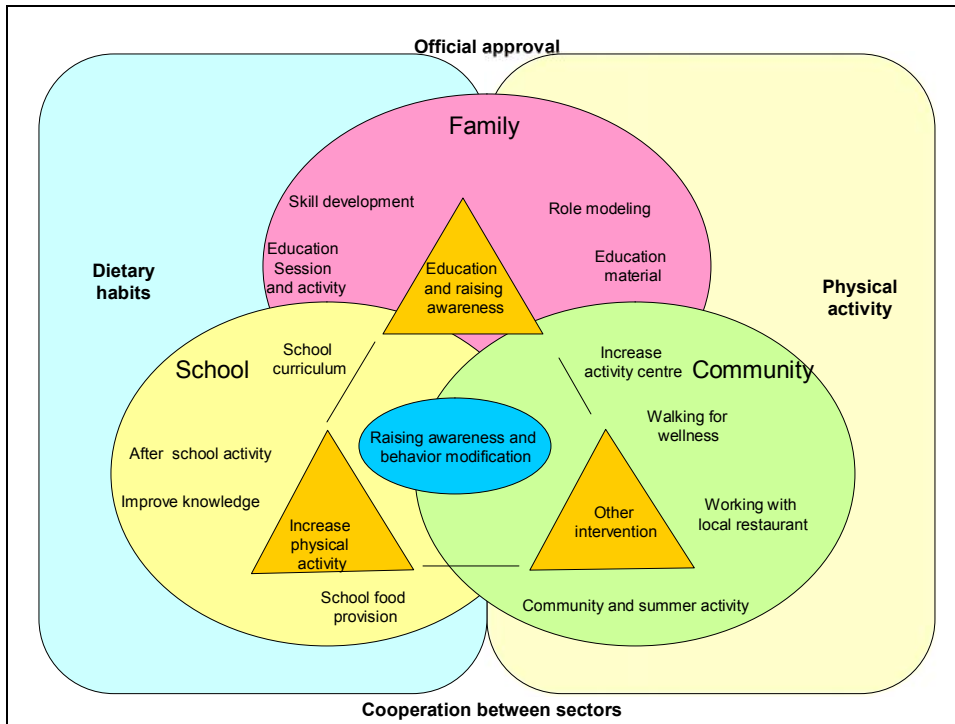 Official approval
Family
Skill development
Role modeling
Education
Session
and activity
Education
and raising
awareness
Education
material
Dietary
habits
Physical
activity
School
School
curriculum
Increase
activity centre
Community
Raising awareness and
behavior modification
Walking for
wellness
After  school activity
Improve knowledge
Increase
physical
activity
Other
intervention
Working with
local restaurant
School food
provision
Community and summer activity
Cooperation between sectors